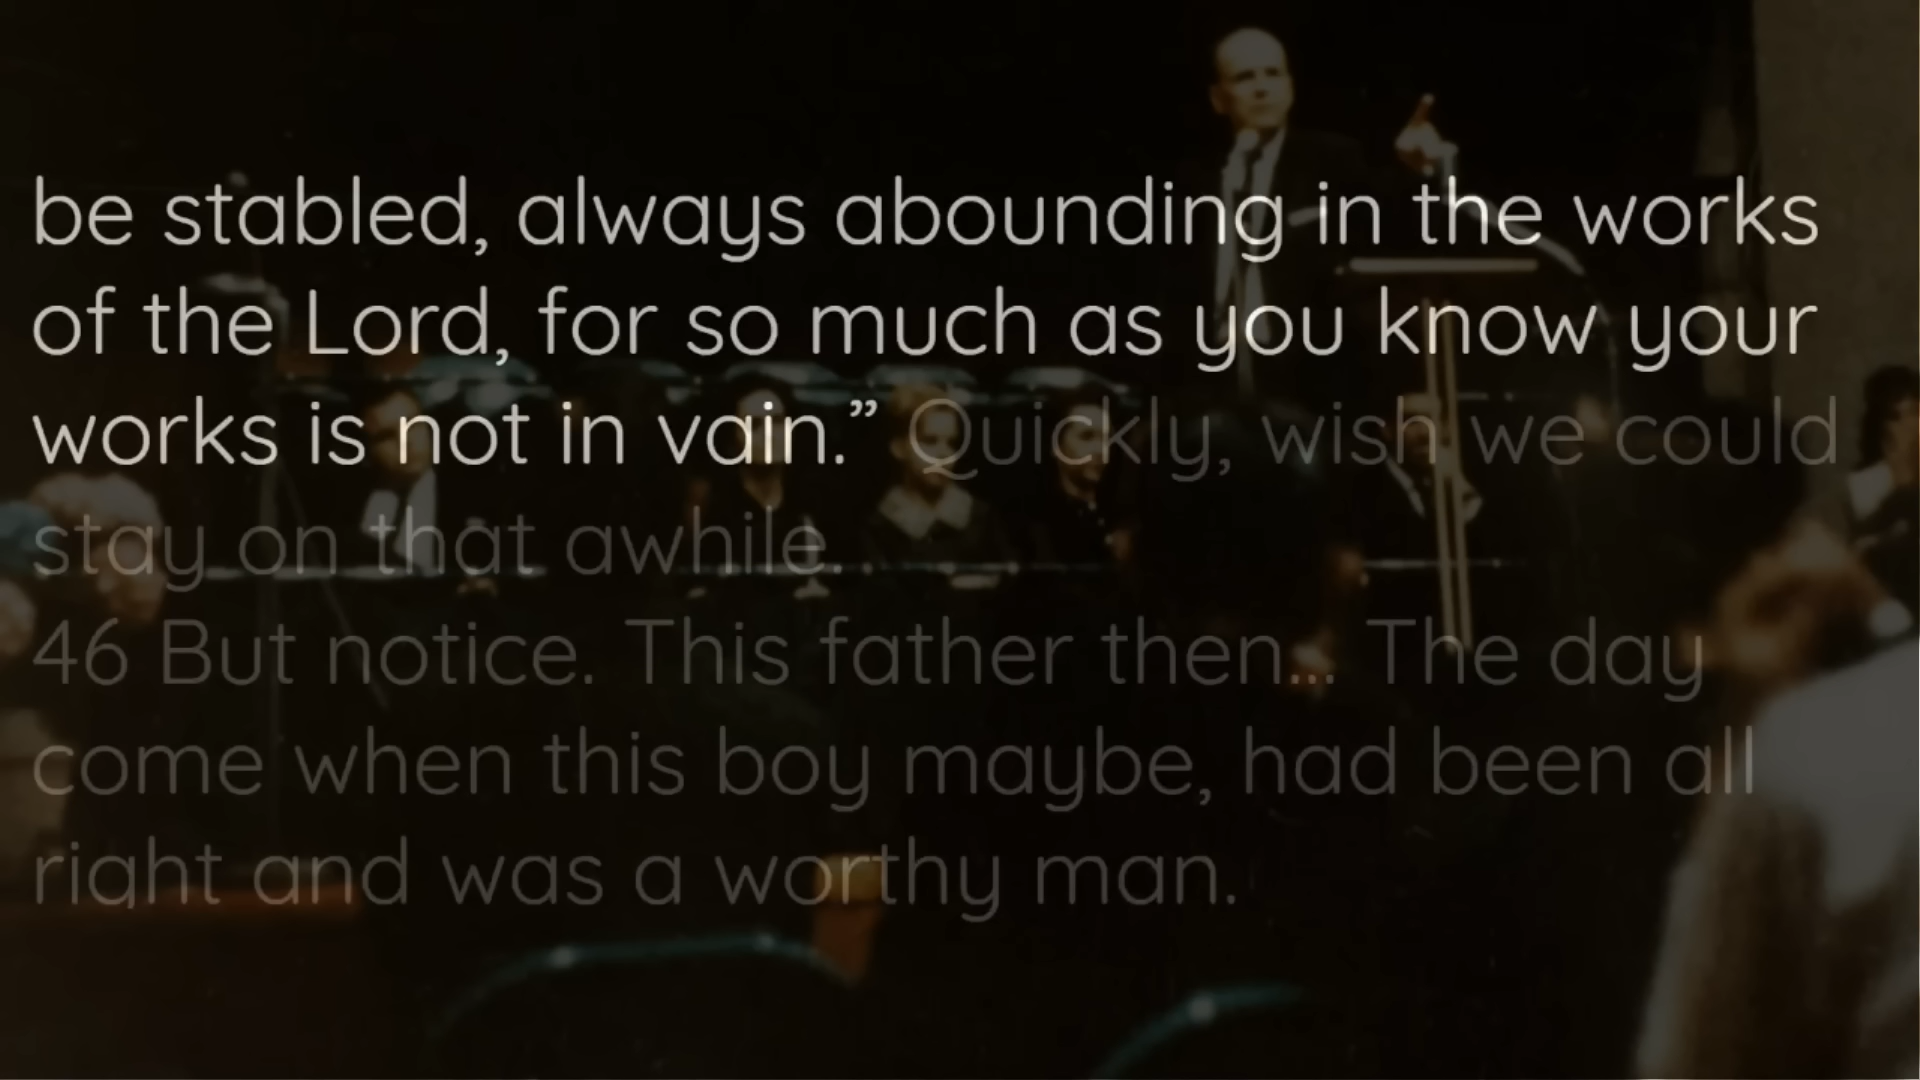 be stabled, always abounding in the works
of the Lord, for so much as you know your
works is not in vain.” Quickly, wish we could
stay on that awhile.
46 But notice. This father then... The day
come when this boy maybe, had been all
right and was a worthy man.